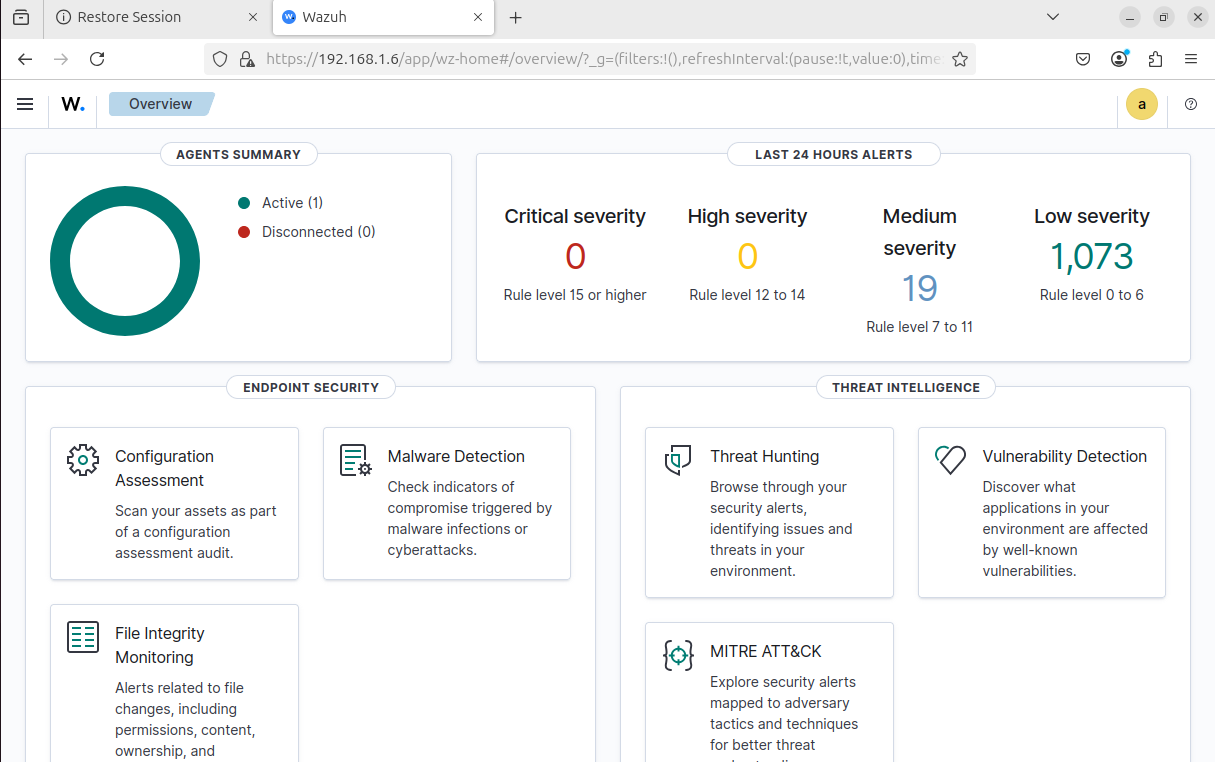 Restore Session
Wazuh
https://192.168.1.6/app/wz-home#/overview/?_g=(filters:!(),refreshInterval:(pause:!t,value:0),time:
W.
Overview
a
AGENTS SUMMARY
Active (1)
Disconnected (0)
LAST 24 HOURS ALERTS
Critical severity
0
Rule level 15 or higher
High severity
0
Rule level 12 to 14
Medium
severity
19
Rule level 7 to 11
Low severity
1,073
Rule level 0 to 6
ENDPOINT SECURITY
Configuration
Assessment
Scan your assets as part
of a configuration
assessment audit.
Malware Detection
Check indicators of
compromise triggered by
malware infections or
cyberattacks.
File Integrity
Monitoring
Alerts related to file
changes, including
permissions, content,
ownership, and
THREAT INTELLIGENCE
Threat Hunting
Browse through your
security alerts,
identifying issues and
threats in your
environment.
Vulnerability Detection
Discover what
applications in your
environment are affected
by well-known
vulnerabilities.
MITRE ATT&CK
Explore security alerts
mapped to adversary
tactics and techniques
for better threat